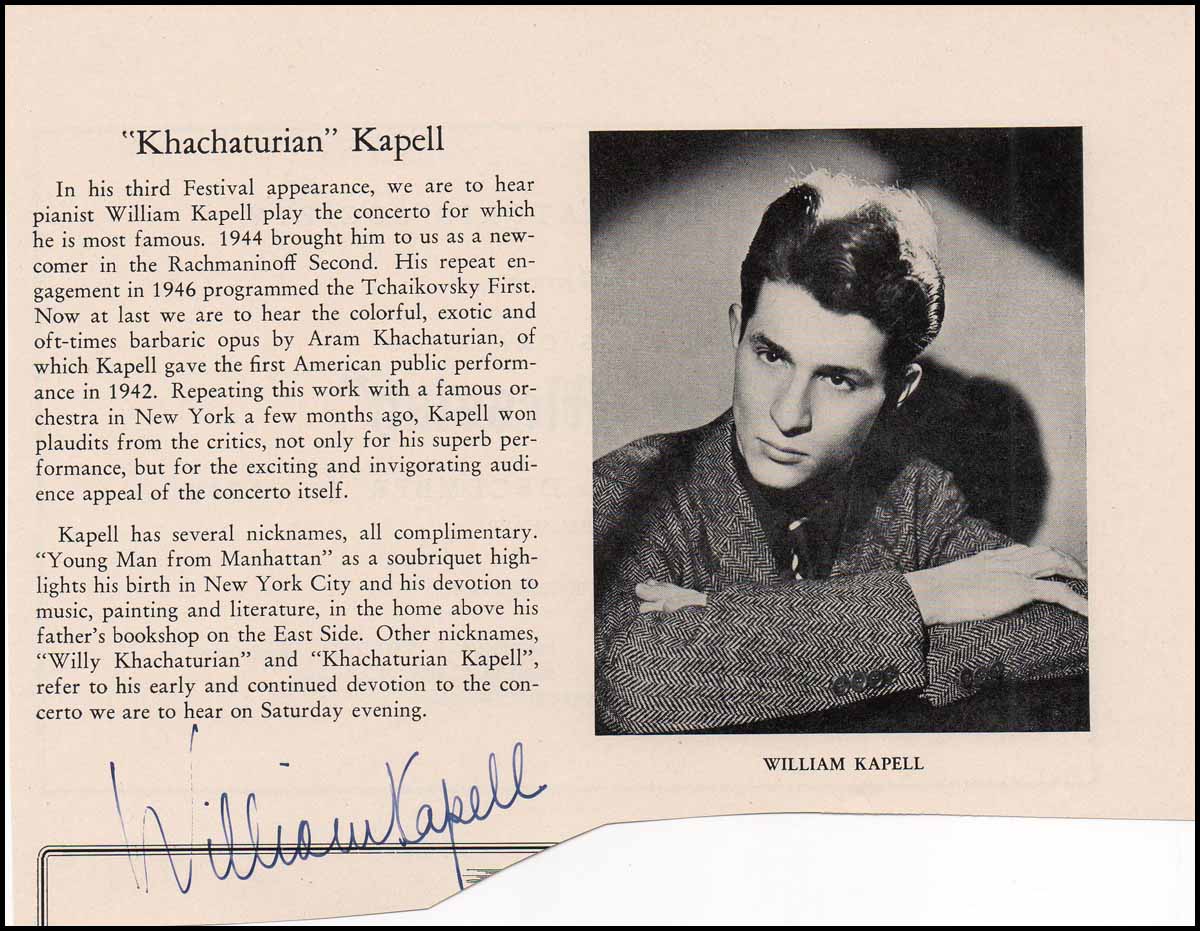 "Khachaturian" Kapell
In his third Festival appearance, we are to hear
pianist William Kapell play the concerto for which
he is most famous. 1944 brought him to us as a new-
comer in the Rachmaninoff Second. His repeat en-
gagement in 1946 programmed the Tchaikovsky First.
Now at last we are to hear the colorful, exotic and
oft-times barbaric opus by Aram Khachaturian, of
which Kapell gave the first American public perform-
ance in 1942. Repeating this work with a famous or-
chestra in New York a few months ago, Kapell won
plaudits from the critics, not only for his superb per-
formance, but for the exciting and invigorating audi-
ence appeal of the concerto itself.
Kapell has several nicknames, all complimentary.
"Young Man from Manhattan" as a soubriquet high-
lights his birth in New York City and his devotion to
music, painting and literature, in the home above his
father's bookshop on the East Side. Other nicknames,
"Willy Khachaturian" and "Khachaturian Kapell",
refer to his early and continued devotion to the con-
certo we are to hear on Saturday evening.
WILLIAM KAPELL
William Kapell